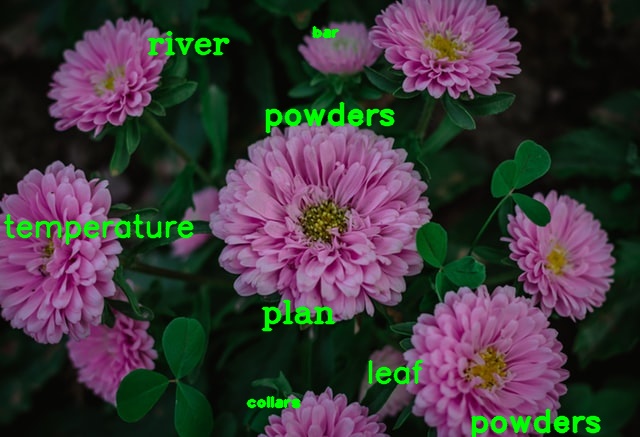 bar
river
powders
temperature
plan
leaf
collars
powders